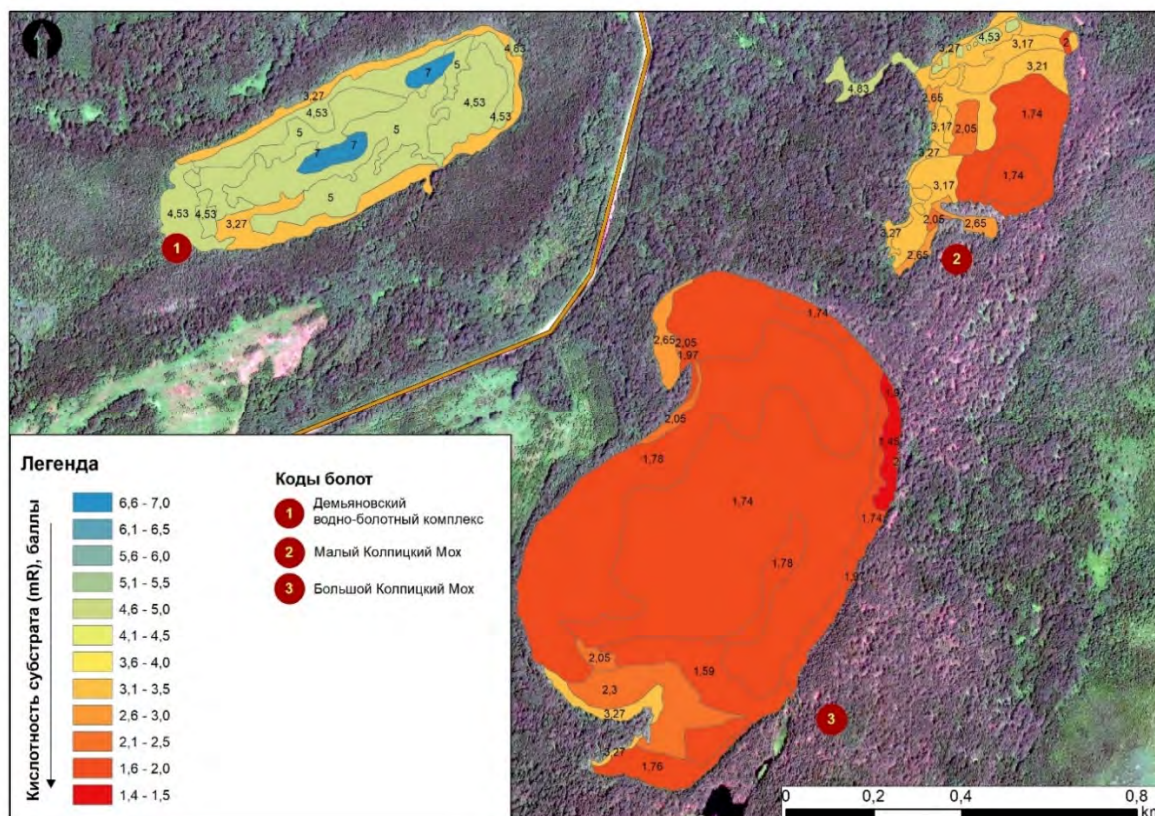 4,83
5
7
3,27
4,53
4,53
4,53
5
5
7
7
5
4,53
4,53
3,27
1
3,27
4,53
3,17
2
3,21
4,83
2,65
1,74
3,17
2,05
3,27
1,74
3,17
2,05
2,65
3,27
2,65
2
1,74
2,65
2,05
1,97
2,05
1,45
1,78
1,74
1,74
1,78
2,05
1,59
2,3
3,27
3,27
1,76
3
Легенда
Кислотность субстрата (mR), баллы
6,6 - 7,0
6,1 - 6,5
5,6 - 6,0
5,1 - 5,5
4,6 - 5,0
4,1 - 4,5
3,6 - 4,0
3,1 - 3,5
2,6 - 3,0
2,1 - 2,5
1,6 - 2,0
1,4 - 1,5
Коды болот
1
Демьяновский
водно-болотный комплекс
2
Малый Колпицкий Мох
3
Большой Колпицкий Мох
0 0,2 0,4 0,8
km